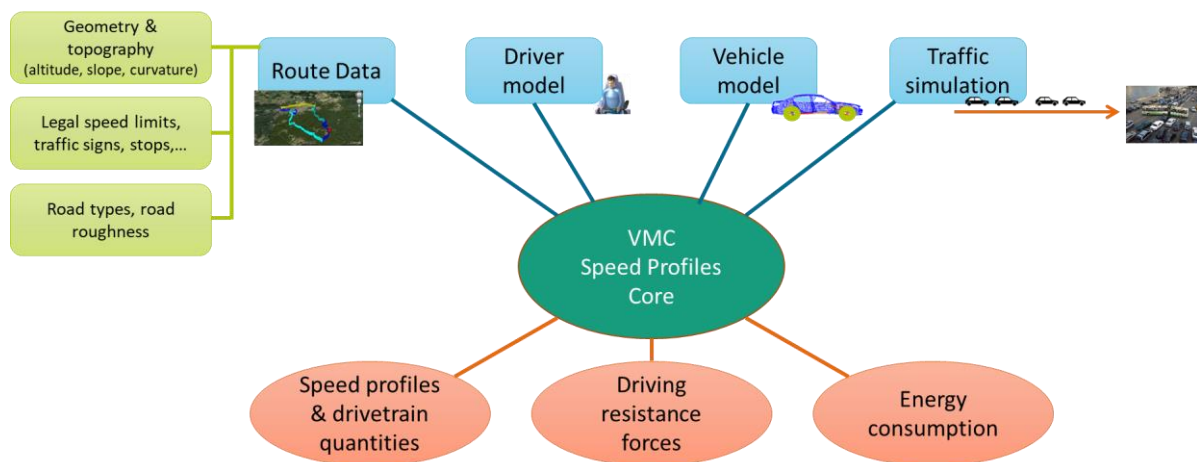 Geometry &
topography
(altitude, slope, curvature)
Legal speed limits,
traffic signs, stops,...
Road types, road
roughness
Route Data
Driver
model
Vehicle
model
Traffic
simulation
VMC
Speed Profiles
Core
Speed profiles
& drivetrain
quantities
Driving
resistance
forces
Energy
consumption